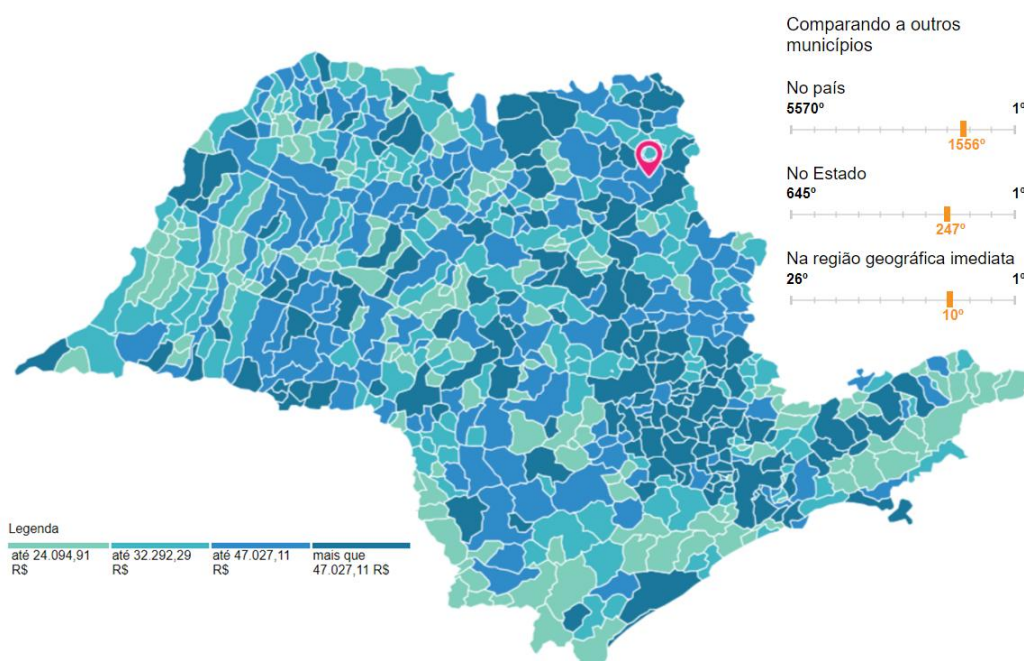 Comparando a outros
municípios
No país
5570º 1º
1556º
No Estado
645º 1º
247º
Na região geográfica imediata
26º 1º
10º
Legenda
até 24.094,91 R$
até 32.292,29 R$
até 47.027,11 R$
mais que 47.027,11 R$